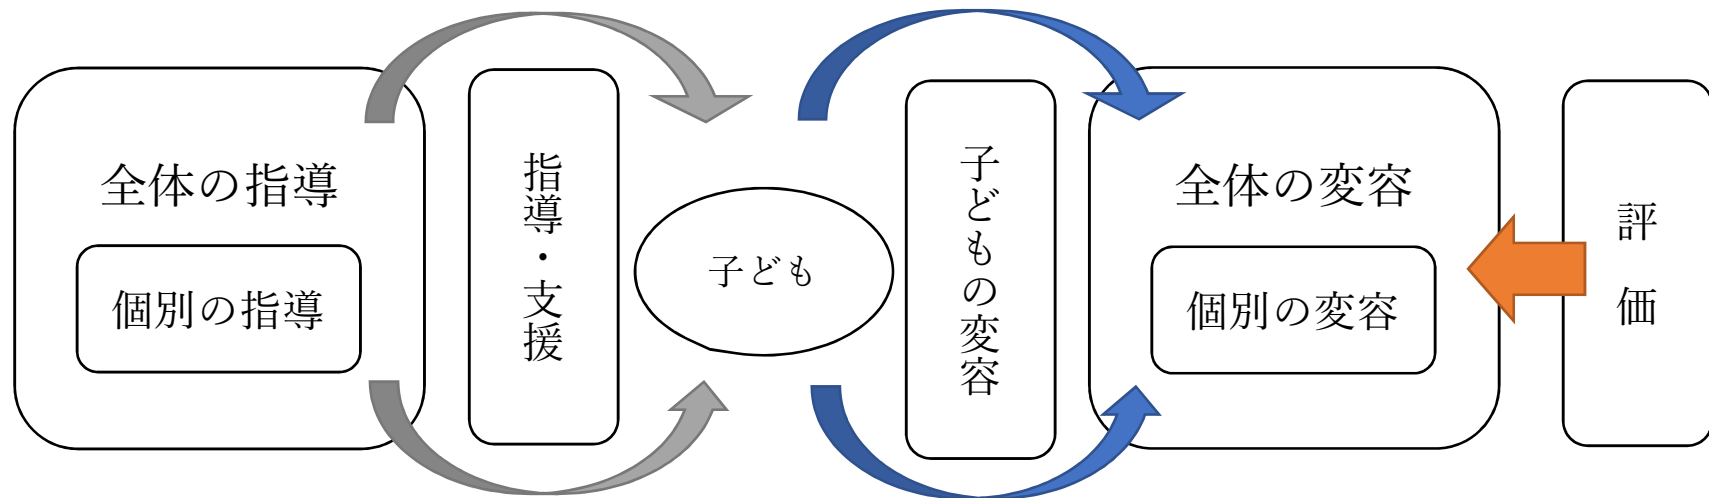 全体の指導
個別の指導
指導・支援
子ども
子どもの変容
全体の変容
個別の変容
評価